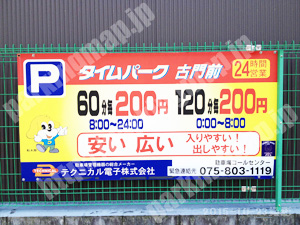 P タイムパーク 古門前 24時間営業
60分毎200円 120分毎200円
8:00〜24:00 0:00〜8:00
安い 広い 入りやすい!
出しやすい!
駐車場管理機器の総合メーカー
テクニカル電子株式会社
駐車場コールセンター
緊急連絡先 075-803-1119